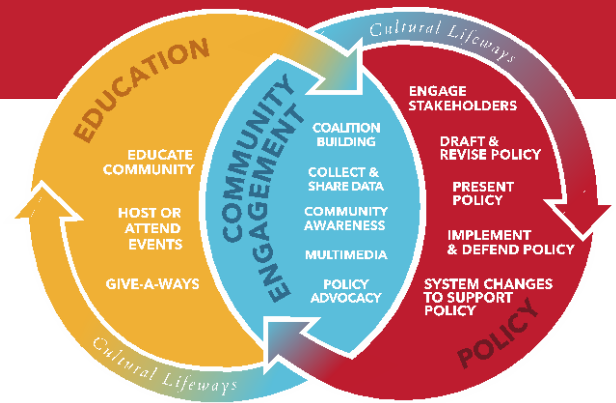 EDUCATION
EDUCATE
COMMUNITY
HOST OR
ATTEND
EVENTS
GIVE-A-WAYS
Cultural Lifeways
COMMUNITY
ENGAGEMENT
COALITION
BUILDING
COLLECT &
SHARE DATA
COMMUNITY
AWARENESS
MULTIMEDIA
POLICY
ADVOCACY
Cultural Lifeways
ENGAGE
STAKEHOLDERS
DRAFT &
REVISE POLICY
PRESENT
POLICY
IMPLEMENT
& DEFEND POLICY
SYSTEM CHANGES
TO SUPPORT
POLICY
POLICY